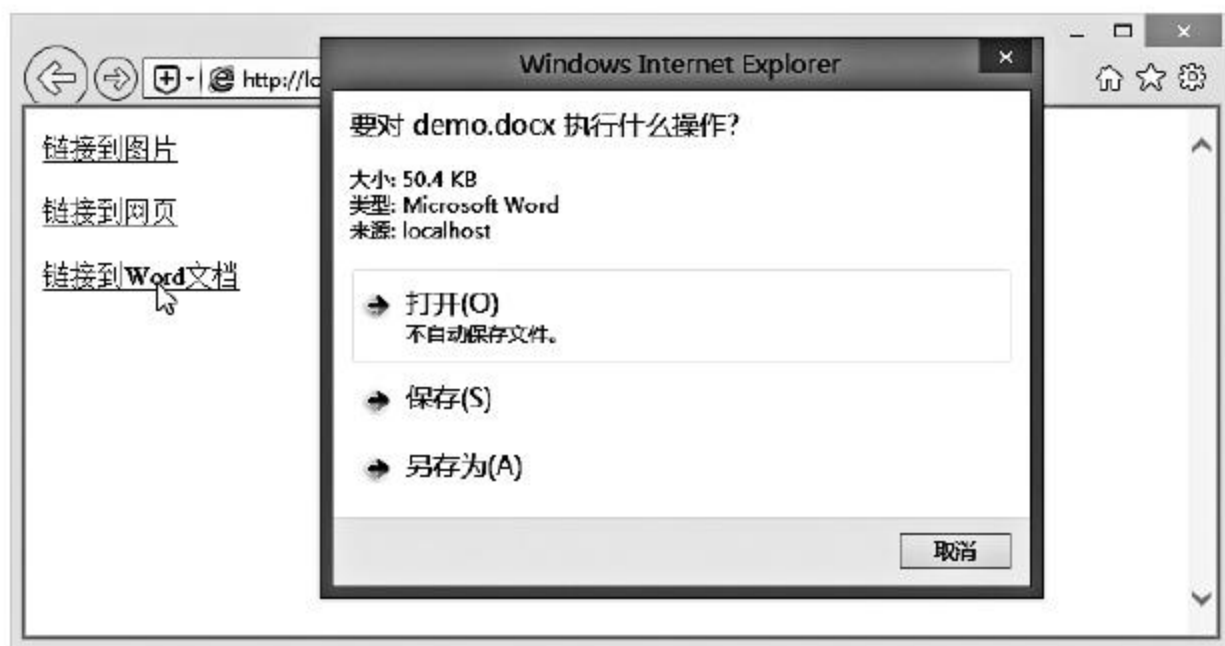 Windows Internet Explorer
http://lo
要对 demo.docx 执行什么操作?
链接到图片
大小: 50.4 KB
类型: Microsoft Word
来源: localhost
链接到网页
链接到Word文档
打开(O)
不自动保存文件。
保存(S)
另存为(A)
取消